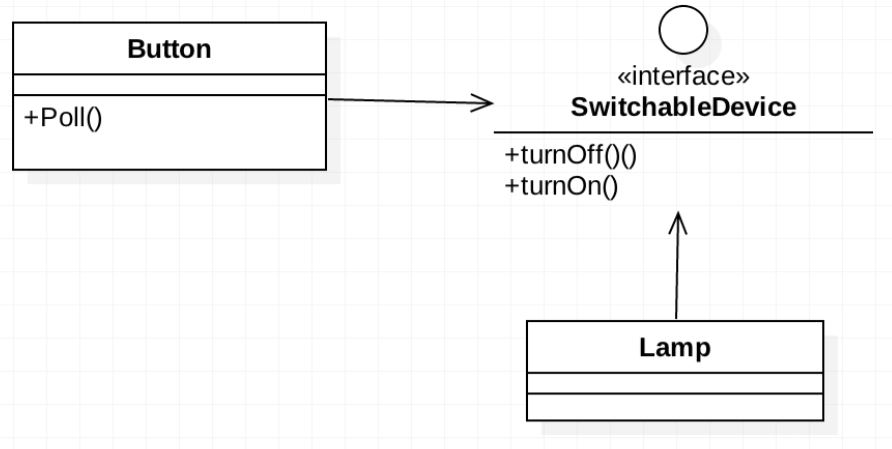 Button
+Poll()
«interface»
SwitchableDevice
+turnOff()()
+turnOn()
Lamp